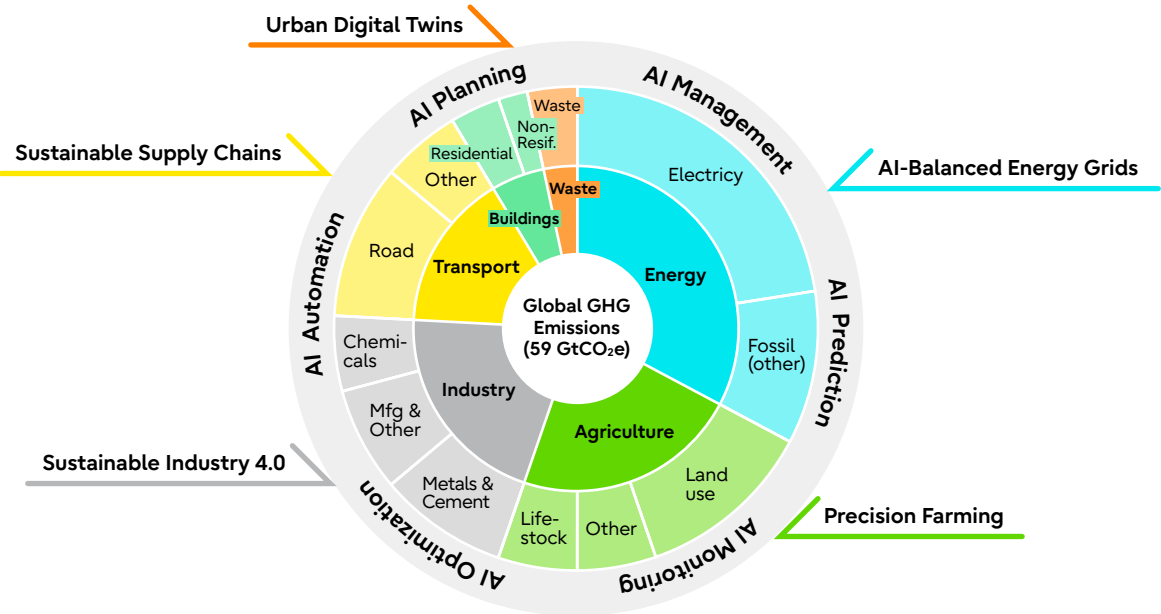 Urban Digital Twins
AI Planning
AI Management
Waste
Non-
Resif.
Residential
Other
Electricy
Sustainable Supply Chains
AI-Balanced Energy Grids
Waste
Buildings
Road
Transport
Energy
AI Automation
AI Prediction
Global GHG
Emissions
(59 GtCO₂e)
Chemi-
cals
Fossil
(other)
Industry
Mfg &
Other
Agriculture
Sustainable Industry 4.0
Metals &
Cement
Land
use
Life-
stock
Other
Precision Farming
AI Optimization
AI Monitoring